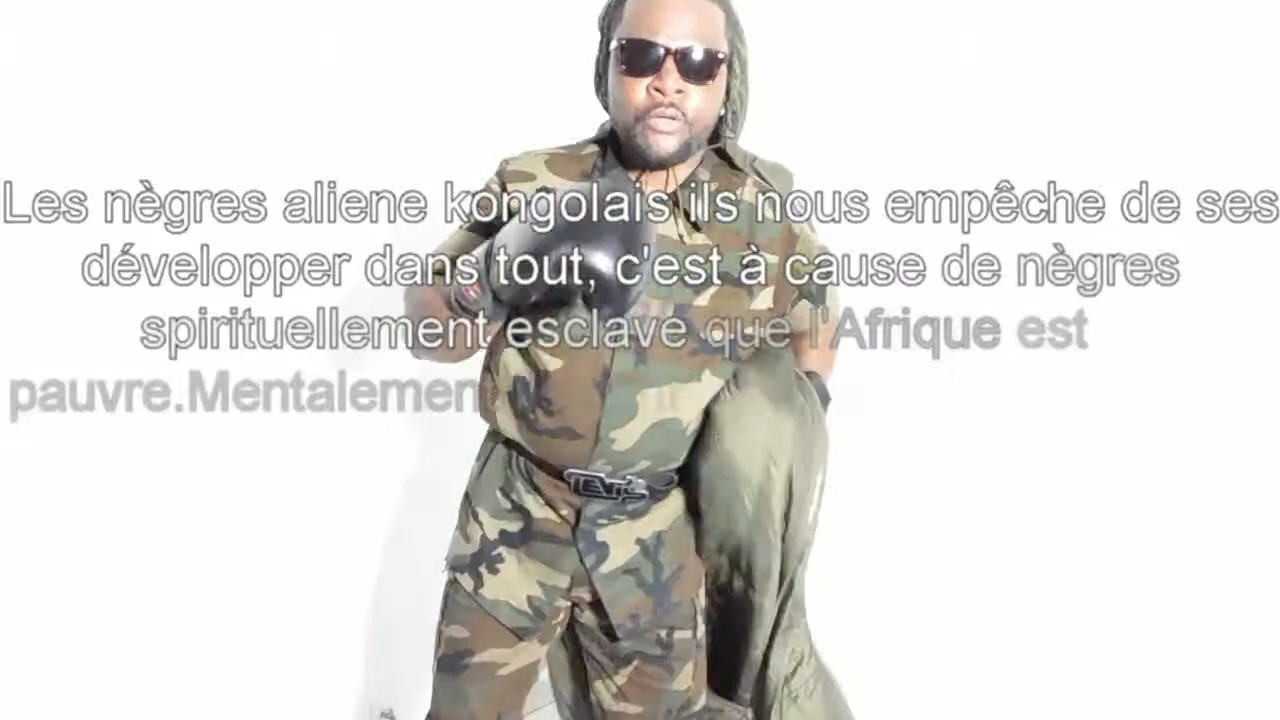 Les nègres aliene kongolais ils nous empêche de ses
développer dans tout, c'est à cause de nègres
spirituellement esclave que l'Afrique est
pauvre.Mentalemen